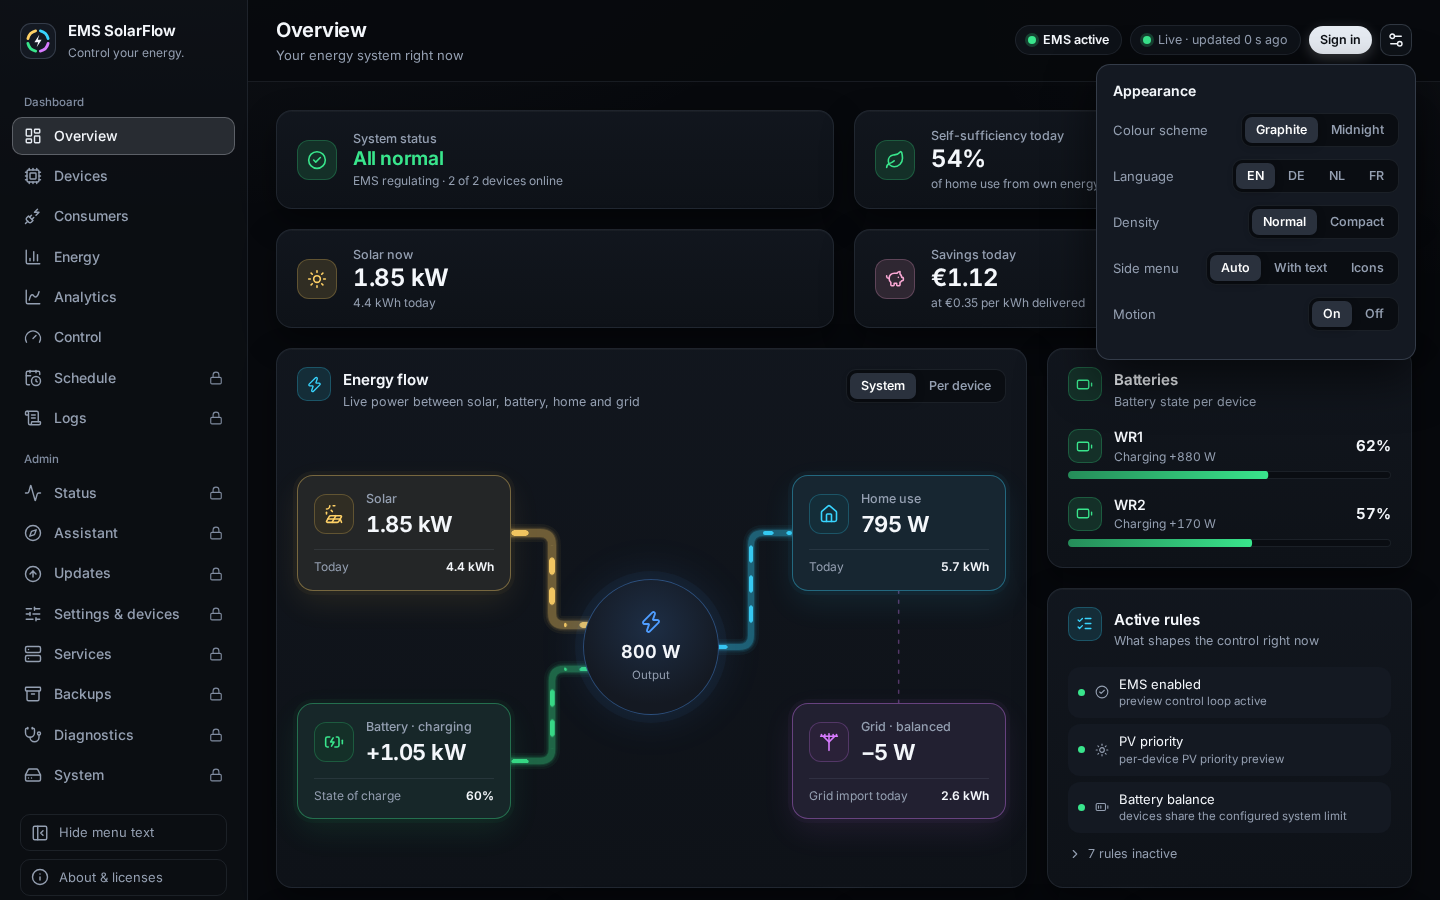 EMS SolarFlow
Control your energy.
Dashboard
Overview
Devices
Consumers
Energy
Analytics
Control
Schedule
Logs
Admin
Status
Assistant
Updates
Settings & devices
Services
Backups
Diagnostics
System
Hide menu text
About & licenses
Overview
Your energy system right now
EMS active
Live · updated 0 s ago
Sign in
Appearance
Colour scheme Graphite Midnight
Language EN DE NL FR
Density Normal Compact
Side menu Auto With text Icons
Motion On Off
System status
All normal
EMS regulating · 2 of 2 devices online
Self-sufficiency today
54%
of home use from own energy
Solar now
1.85 kW
4.4 kWh today
Savings today
€1.12
at €0.35 per kWh delivered
Energy flow
Live power between solar, battery, home and grid
System Per device
Solar
1.85 kW
Today 4.4 kWh
Home use
795 W
Today 5.7 kWh
800 W
Output
Battery · charging
+1.05 kW
State of charge 60%
Grid · balanced
−5 W
Grid import today 2.6 kWh
Batteries
Battery state per device
WR1
Charging +880 W
62%
WR2
Charging +170 W
57%
Active rules
What shapes the control right now
EMS enabled
preview control loop active
PV priority
per-device PV priority preview
Battery balance
devices share the configured system limit
7 rules inactive